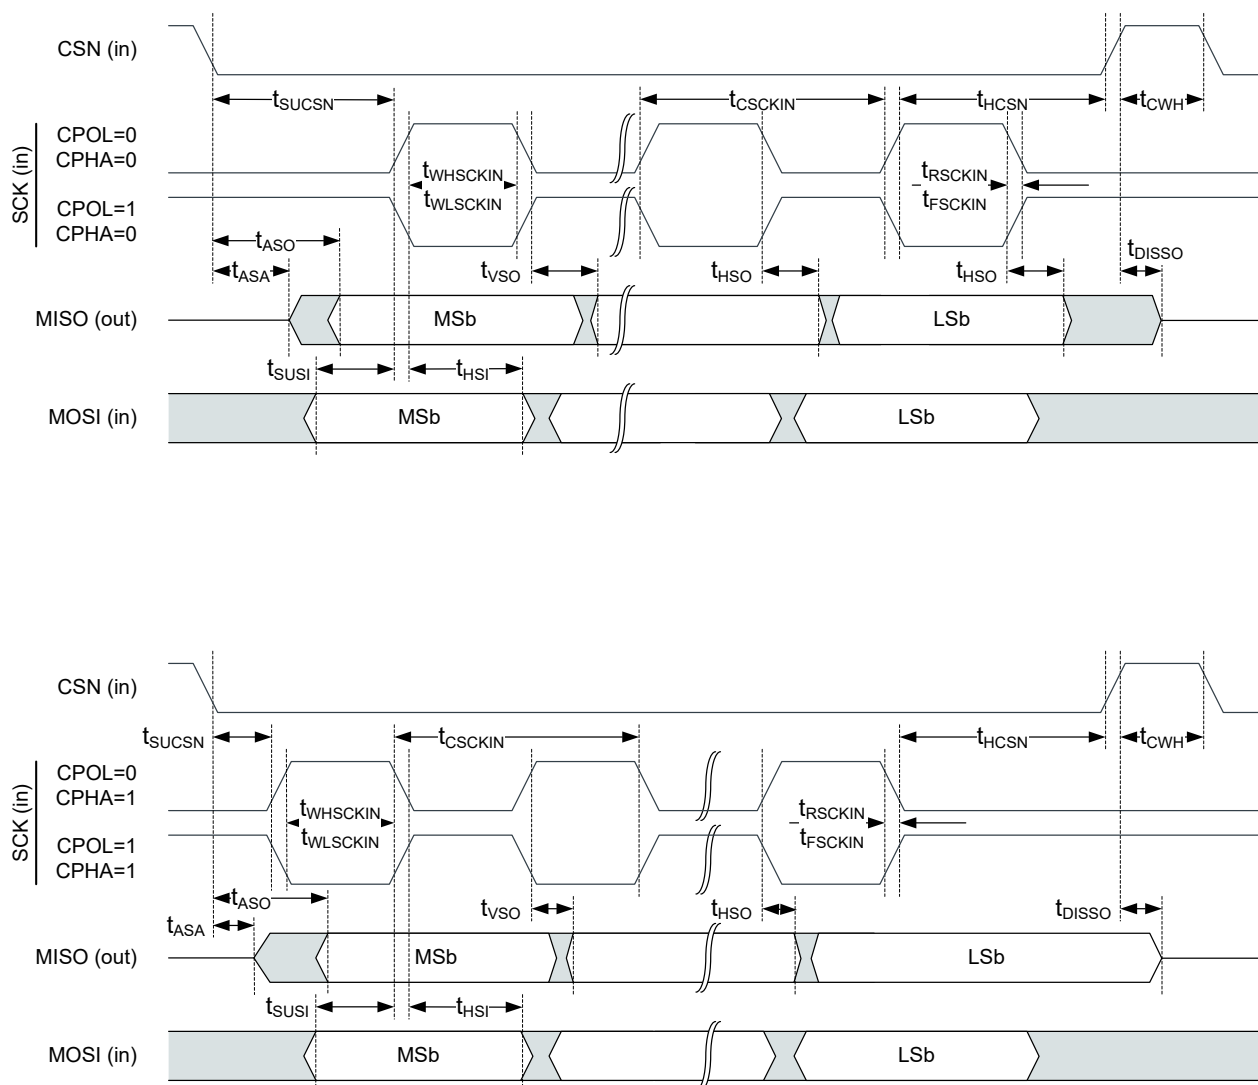 CSN (in)
tSUCSN
tCSCKIN
tHCSN
tCWH
SCK (in)
CPOL=0
CPHA=0
tWHSCKIN
tWLSCKIN
tRSCKIN
tFSCKIN
CPOL=1
CPHA=0
tASO
tASA
tVSO
tHSO
tHSO
tDISSO
MISO (out)
MSb
LSb
tSUSI
tHSI
MOSI (in)
MSb
LSb
CSN (in)
tSUCSN
tCSCKIN
tHCSN
tCWH
SCK (in)
CPOL=0
CPHA=1
tWHSCKIN
tWLSCKIN
tRSCKIN
tFSCKIN
CPOL=1
CPHA=1
tASO
tASA
tVSO
tHSO
tDISSO
MISO (out)
MSb
LSb
tSUSI
tHSI
MOSI (in)
MSb
LSb